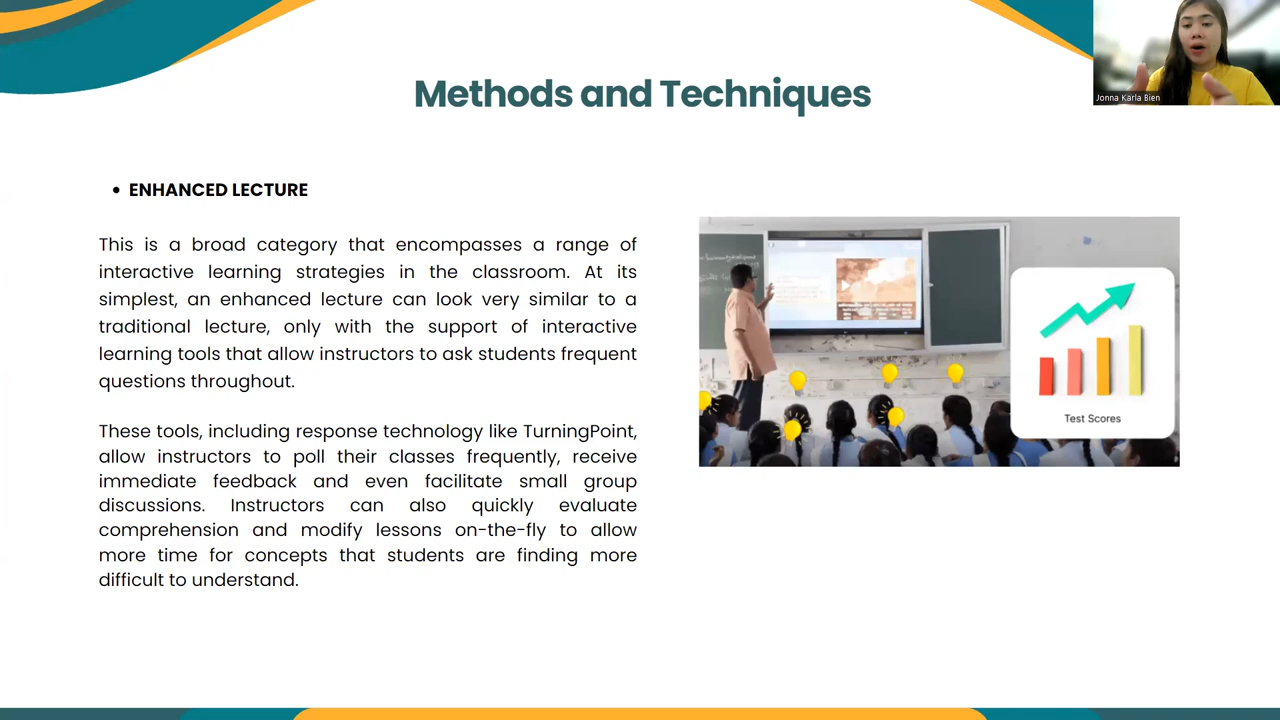 Methods and Techniques
Jonna Karla Bien
• ENHANCED LECTURE
This is a broad category that encompasses a range of
interactive learning strategies in the classroom. At its
simplest, an enhanced lecture can look very similar to a
traditional lecture, only with the support of interactive
learning tools that allow instructors to ask students frequent
questions throughout.
These tools, including response technology like TurningPoint,
allow instructors to poll their classes frequently, receive
immediate feedback and even facilitate small group
discussions. Instructors can also quickly evaluate
comprehension and modify lessons on-the-fly to allow
more time for concepts that students are finding more
difficult to understand.
Test Scores